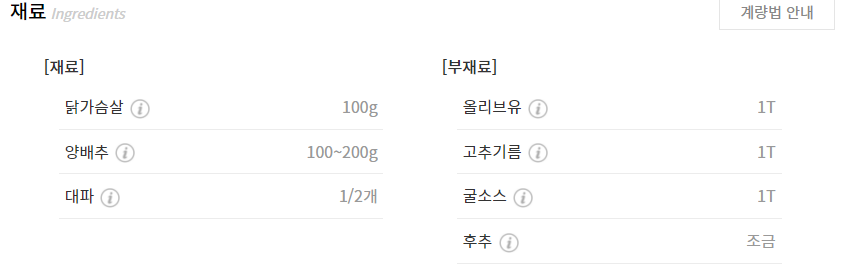 재료 Ingredients
계량법 안내
[재료]
닭가슴살 100g
양배추 100~200g
대파 1/2개
[부재료]
올리브유 1T
고추기름 1T
굴소스 1T
후추 조금